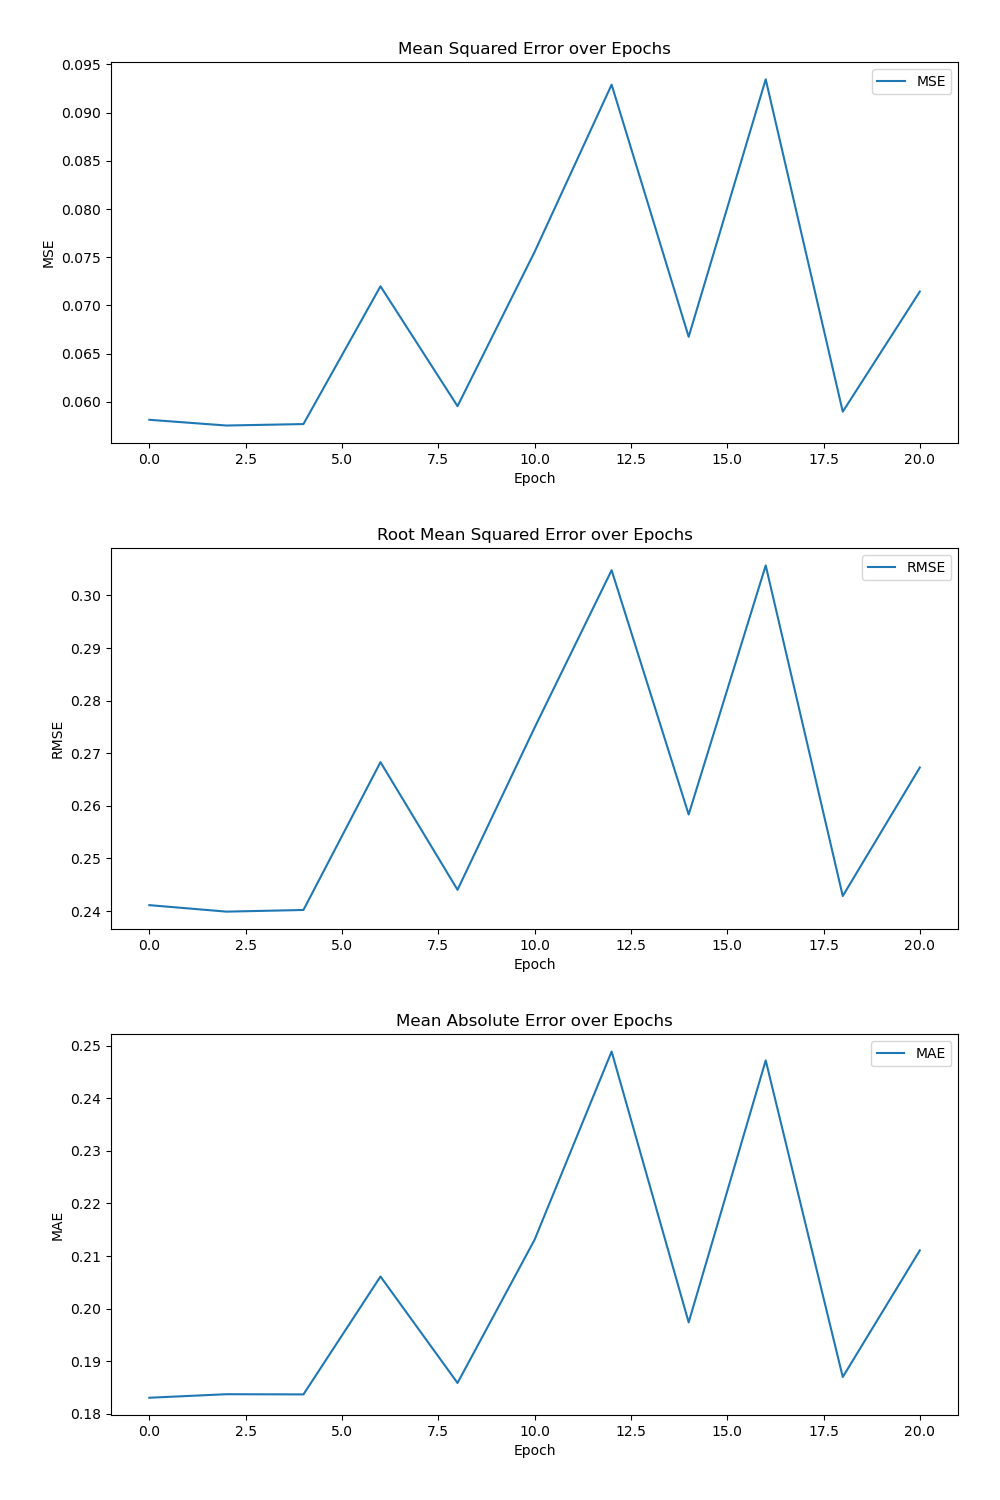 Mean Squared Error over Epochs
MSE
0.095
0.090
0.085
0.080
0.075
0.070
0.065
0.060
MSE
0.0 2.5 5.0 7.5 10.0 12.5 15.0 17.5 20.0
Epoch
Root Mean Squared Error over Epochs
RMSE
0.30
0.29
0.28
0.27
0.26
0.25
0.24
RMSE
0.0 2.5 5.0 7.5 10.0 12.5 15.0 17.5 20.0
Epoch
Mean Absolute Error over Epochs
MAE
0.25
0.24
0.23
0.22
0.21
0.20
0.19
0.18
MAE
0.0 2.5 5.0 7.5 10.0 12.5 15.0 17.5 20.0
Epoch